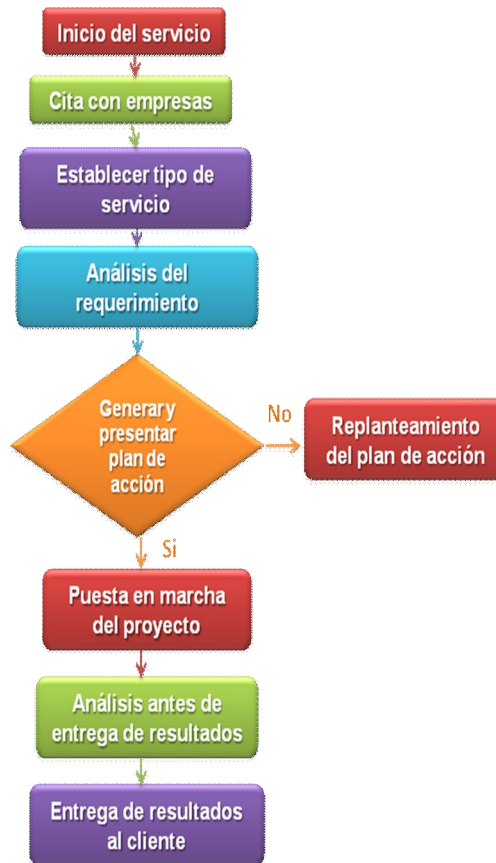 Inicio del servicio
Cita con empresas
Establecer tipo de
servicio
Análisis del
requerimiento
Generar y
presentar
plan de
acción
No
Replanteamiento
del plan de acción
Si
Puesta en marcha
del proyecto
Análisis antes de
entrega de resultados
Entrega de resultados
al cliente